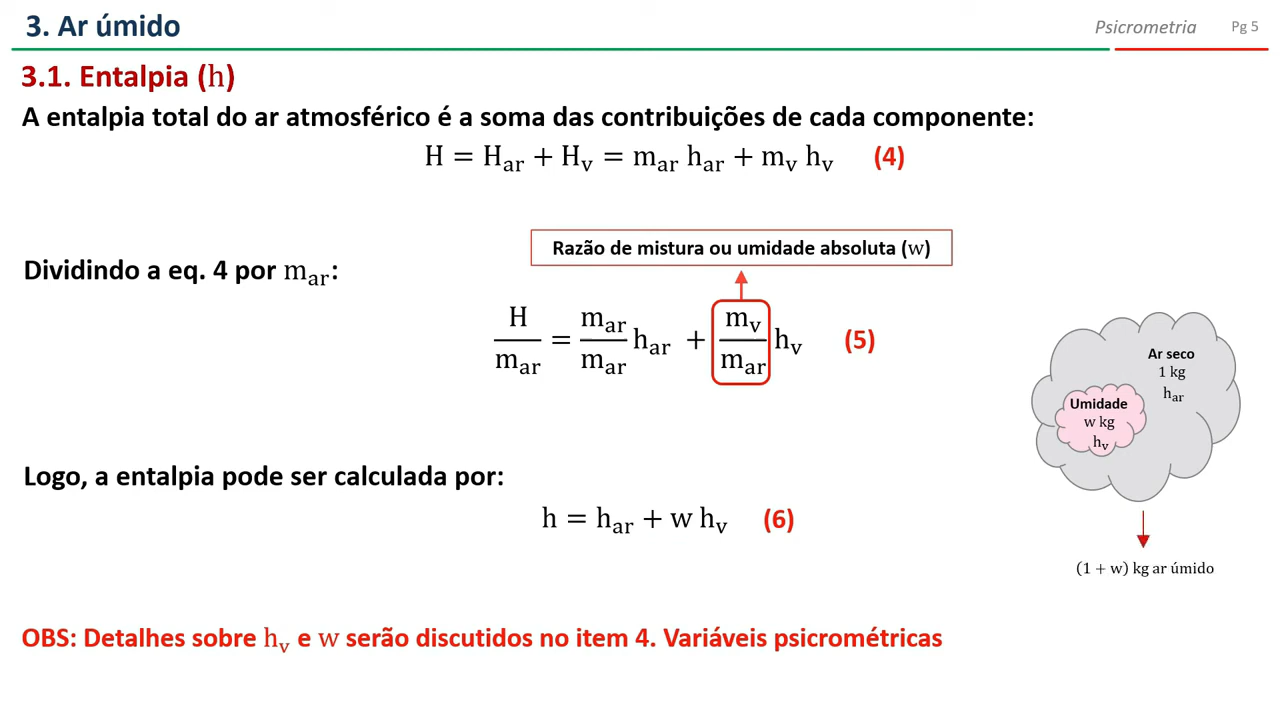 3. Ar úmido
Psicrometria
Pg 5
3.1. Entalpia (h)
A entalpia total do ar atmosférico é a soma das contribuições de cada componente:
H = H_ar + H_v = m_ar h_ar + m_v h_v (4)
Razão de mistura ou umidade absoluta (w)
Dividindo a eq. 4 por m_ar:
H/m_ar = m_ar/m_ar h_ar + m_v/m_ar h_v (5)
Ar seco
1 kg
h_ar
Umidade
w kg
h_v
Logo, a entalpia pode ser calculada por:
h = h_ar + w h_v (6)
(1 + w) kg ar úmido
OBS: Detalhes sobre h_v e w serão discutidos no item 4. Variáveis psicrométricas